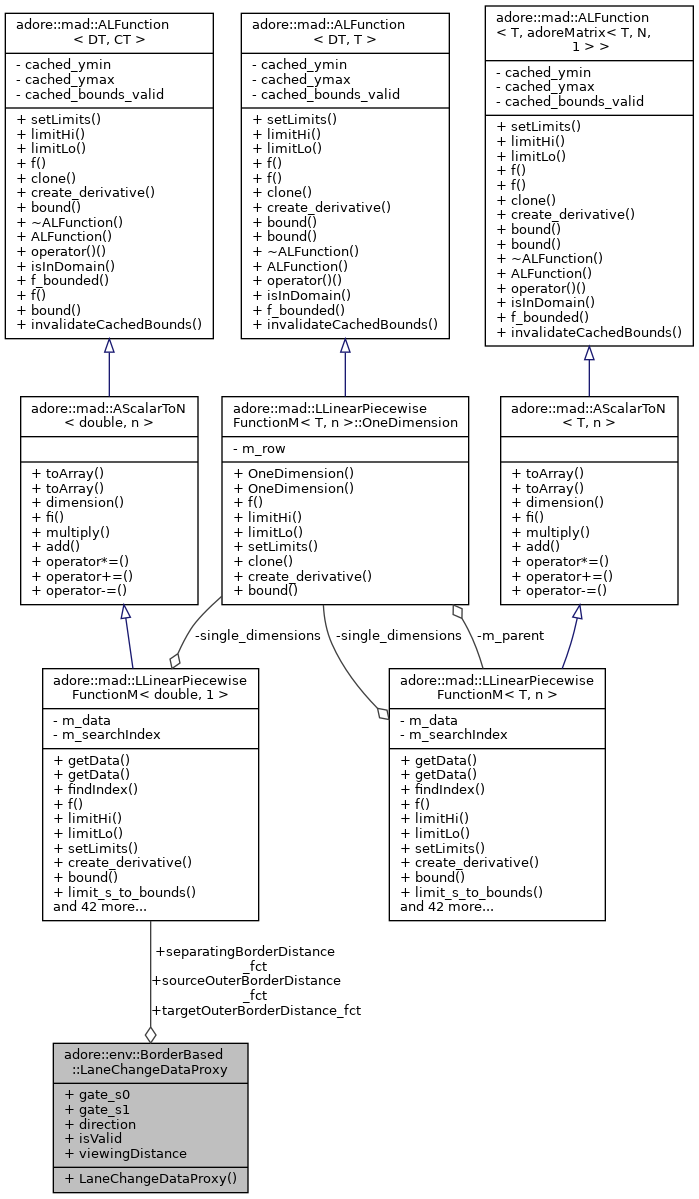 adore::mad::ALFunction
< DT, CT >
- cached_ymin
- cached_ymax
- cached_bounds_valid
+ setLimits()
+ limitHi()
+ limitLo()
+ f()
+ clone()
+ create_derivative()
+ bound()
+ ~ALFunction()
+ ALFunction()
+ operator()()
+ isInDomain()
+ f_bounded()
+ f()
+ bound()
+ invalidateCachedBounds()
adore::mad::ALFunction
< DT, T >
- cached_ymin
- cached_ymax
- cached_bounds_valid
+ setLimits()
+ limitHi()
+ limitLo()
+ f()
+ f()
+ clone()
+ create_derivative()
+ bound()
+ bound()
+ ~ALFunction()
+ ALFunction()
+ operator()()
+ isInDomain()
+ f_bounded()
+ invalidateCachedBounds()
adore::mad::ALFunction
< T, adoreMatrix< T, N,
1 > >
- cached_ymin
- cached_ymax
- cached_bounds_valid
+ setLimits()
+ limitHi()
+ limitLo()
+ f()
+ f()
+ clone()
+ create_derivative()
+ bound()
+ bound()
+ ~ALFunction()
+ ALFunction()
+ operator()()
+ isInDomain()
+ f_bounded()
+ invalidateCachedBounds()
adore::mad::AScalarToN
< double, n >
+ toArray()
+ toArray()
+ dimension()
+ fi()
+ multiply()
+ add()
+ operator*=()
+ operator+=()
+ operator-=()
adore::mad::LLinearPiecewise
FunctionM< T, n >::OneDimension
- m_row
+ OneDimension()
+ OneDimension()
+ f()
+ limitHi()
+ limitLo()
+ setLimits()
+ clone()
+ create_derivative()
+ bound()
adore::mad::AScalarToN
< T, n >
+ toArray()
+ toArray()
+ dimension()
+ fi()
+ multiply()
+ add()
+ operator*=()
+ operator+=()
+ operator-=()
-single_dimensions
-single_dimensions
-m_parent
adore::mad::LLinearPiecewise
FunctionM< double, 1 >
- m_data
- m_searchIndex
+ getData()
+ getData()
+ findIndex()
+ f()
+ limitHi()
+ limitLo()
+ setLimits()
+ create_derivative()
+ bound()
+ limit_s_to_bounds()
and 42 more...
adore::mad::LLinearPiecewise
FunctionM< T, n >
- m_data
- m_searchIndex
+ getData()
+ getData()
+ findIndex()
+ f()
+ limitHi()
+ limitLo()
+ setLimits()
+ create_derivative()
+ bound()
+ limit_s_to_bounds()
and 42 more...
+separatingBorderDistance
_fct
+sourceOuterBorderDistance
_fct
+targetOuterBorderDistance_fct
adore::env::BorderBased
::LaneChangeDataProxy
+ gate_s0
+ gate_s1
+ direction
+ isValid
+ viewingDistance
+ LaneChangeDataProxy()